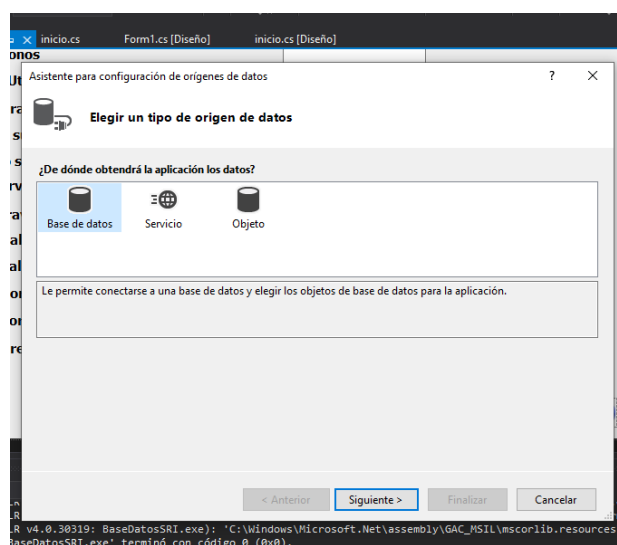 inicio.cs Form1.cs [Diseño] inicio.cs [Diseño]
onos
Asistente para configuración de orígenes de datos ? ×
Elegir un tipo de origen de datos
¿De dónde obtendrá la aplicación los datos?
Base de datos Servicio Objeto
Le permite conectarse a una base de datos y elegir los objetos de base de datos para la aplicación.
< Anterior Siguiente > Finalizar Cancelar
R v4.0.30319: BaseDatosSRI.exe): 'C:\Windows\Microsoft.Net\assembly\GAC_MSIL\mscorlib.resources
BaseDatosSRI.exe' terminó con código 0 (0x0).